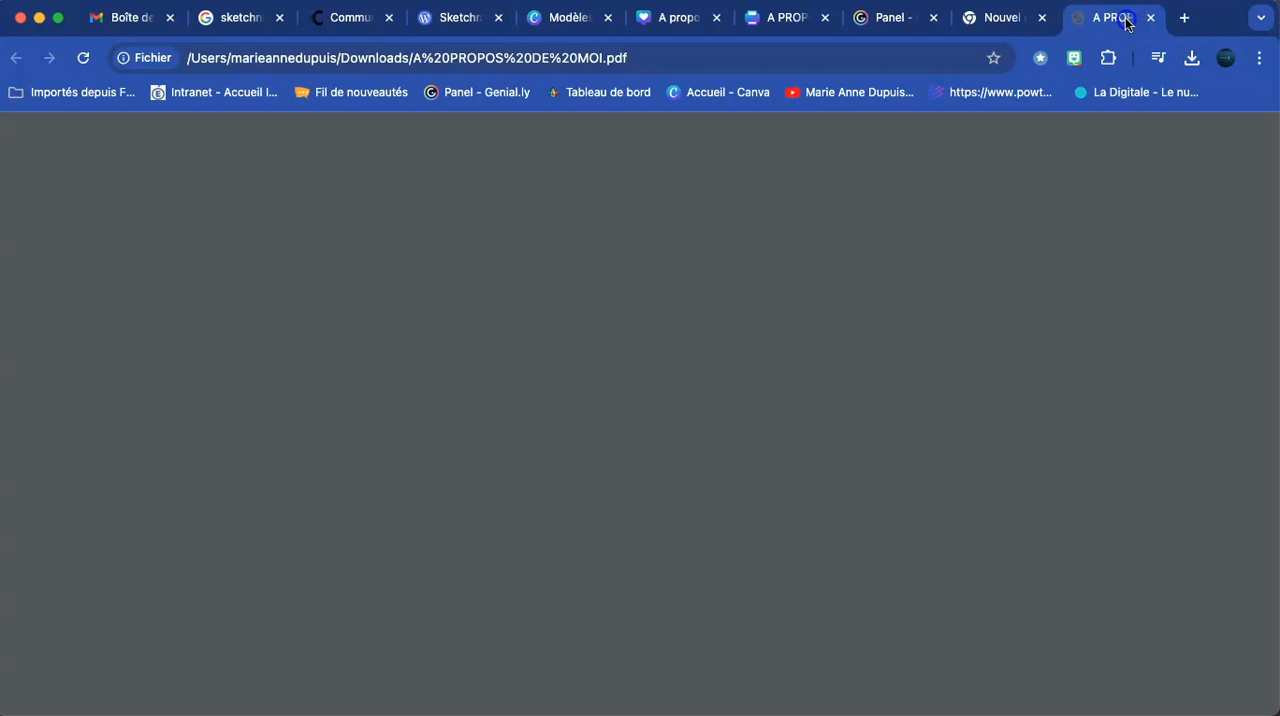 Boîte de sketchn Commu Sketchn Modèles A propo A PROP Panel - Nouvel A PROP
Fichier /Users/marieannedupuis/Downloads/A%20PROPOS%20DE%20MOI.pdf
Importés depuis F... Intranet - Accueil I... Fil de nouveautés Panel - Genial.ly Tableau de bord Accueil - Canva Marie Anne Dupuis... https://www.powt... La Digitale - Le nu...